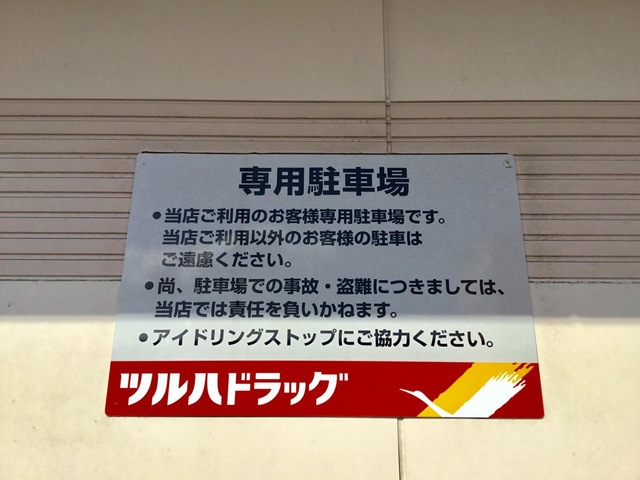 専用駐車場
●当店ご利用のお客様専用駐車場です。
当店ご利用以外のお客様の駐車は
ご遠慮ください。
●尚、駐車場での事故・盗難につきましては、
当店では責任を負いかねます。
●アイドリングストップにご協力ください。
ツルハドラッグ